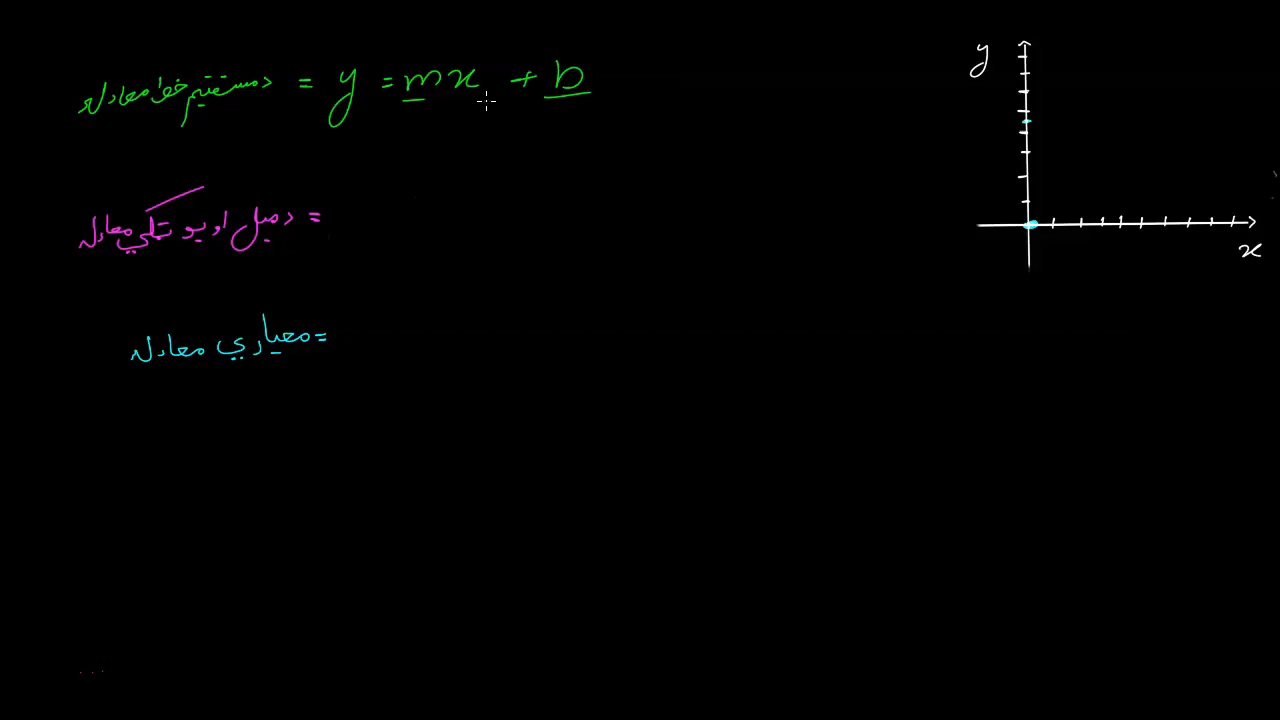 د مستقیم خط معادله = y = mx + b
y
د میل او یو ټکي معادله =
x
معیاري معادله =